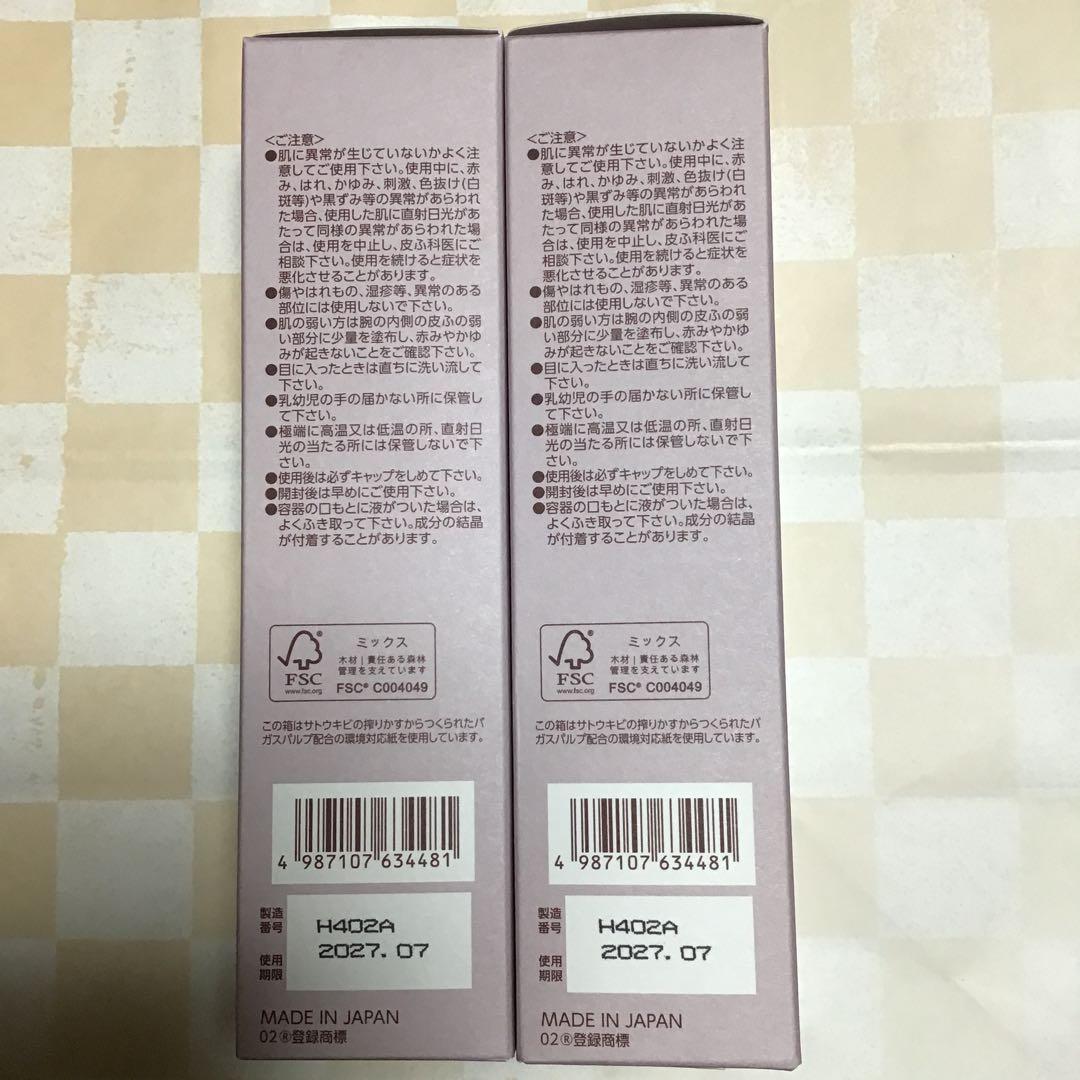 <ご注意>
●肌に異常が生じていないかよく注
意してご使用下さい。使用中に、赤
み、はれ、かゆみ、刺激、色抜け(白
斑等)や黒ずみ等の異常があらわれ
た場合、使用した肌に直射日光があ
たって同様の異常があらわれた場
合は、使用を中止し、皮ふ科医にご
相談下さい。使用を続けると症状を
悪化させることがあります。
●傷やはれもの、湿疹等、異常のある
部位には使用しないで下さい。
●肌の弱い方は腕の内側の皮ふの弱
い部分に少量を塗布し、赤みやかゆ
みが起きないことをご確認下さい。
●目に入ったときは直ちに洗い流して
下さい。
●乳幼児の手の届かない所に保管し
て下さい。
●極端に高温又は低温の所、直射日
光の当たる所には保管しないで下
さい。
●使用後は必ずキャップをしめて下さい。
●開封後は早めにご使用下さい。
●容器の口もとに液がついた場合は、
よくふき取って下さい。成分の結晶
が付着することがあります。
FSC
www.fsc.org
ミックス
木材|責任ある森林
管理を支えています
FSC® C004049
この箱はサトウキビの搾りかすからつくられたバ
ガスパルプ配合の環境対応紙を使用しています。
4 987107 634481
製造
番号
H402A
2027.07
使用
期限
MADE IN JAPAN
02®登録商標
<ご注意>
●肌に異常が生じていないかよく注
意してご使用下さい。使用中に、赤
み、はれ、かゆみ、刺激、色抜け(白
斑等)や黒ずみ等の異常があらわれ
た場合、使用した肌に直射日光があ
たって同様の異常があらわれた場
合は、使用を中止し、皮ふ科医にご
相談下さい。使用を続けると症状を
悪化させることがあります。
●傷やはれもの、湿疹等、異常のある
部位には使用しないで下さい。
●肌の弱い方は腕の内側の皮ふの弱
い部分に少量を塗布し、赤みやかゆ
みが起きないことをご確認下さい。
●目に入ったときは直ちに洗い流して
下さい。
●乳幼児の手の届かない所に保管し
て下さい。
●極端に高温又は低温の所、直射日
光の当たる所には保管しないで下
さい。
●使用後は必ずキャップをしめて下さい。
●開封後は早めにご使用下さい。
●容器の口もとに液がついた場合は、
よくふき取って下さい。成分の結晶
が付着することがあります。
FSC
www.fsc.org
ミックス
木材|責任ある森林
管理を支えています
FSC® C004049
この箱はサトウキビの搾りかすからつくられたバ
ガスパルプ配合の環境対応紙を使用しています。
4 987107 634481
製造
番号
H402A
2027.07
使用
期限
MADE IN JAPAN
02®登録商標